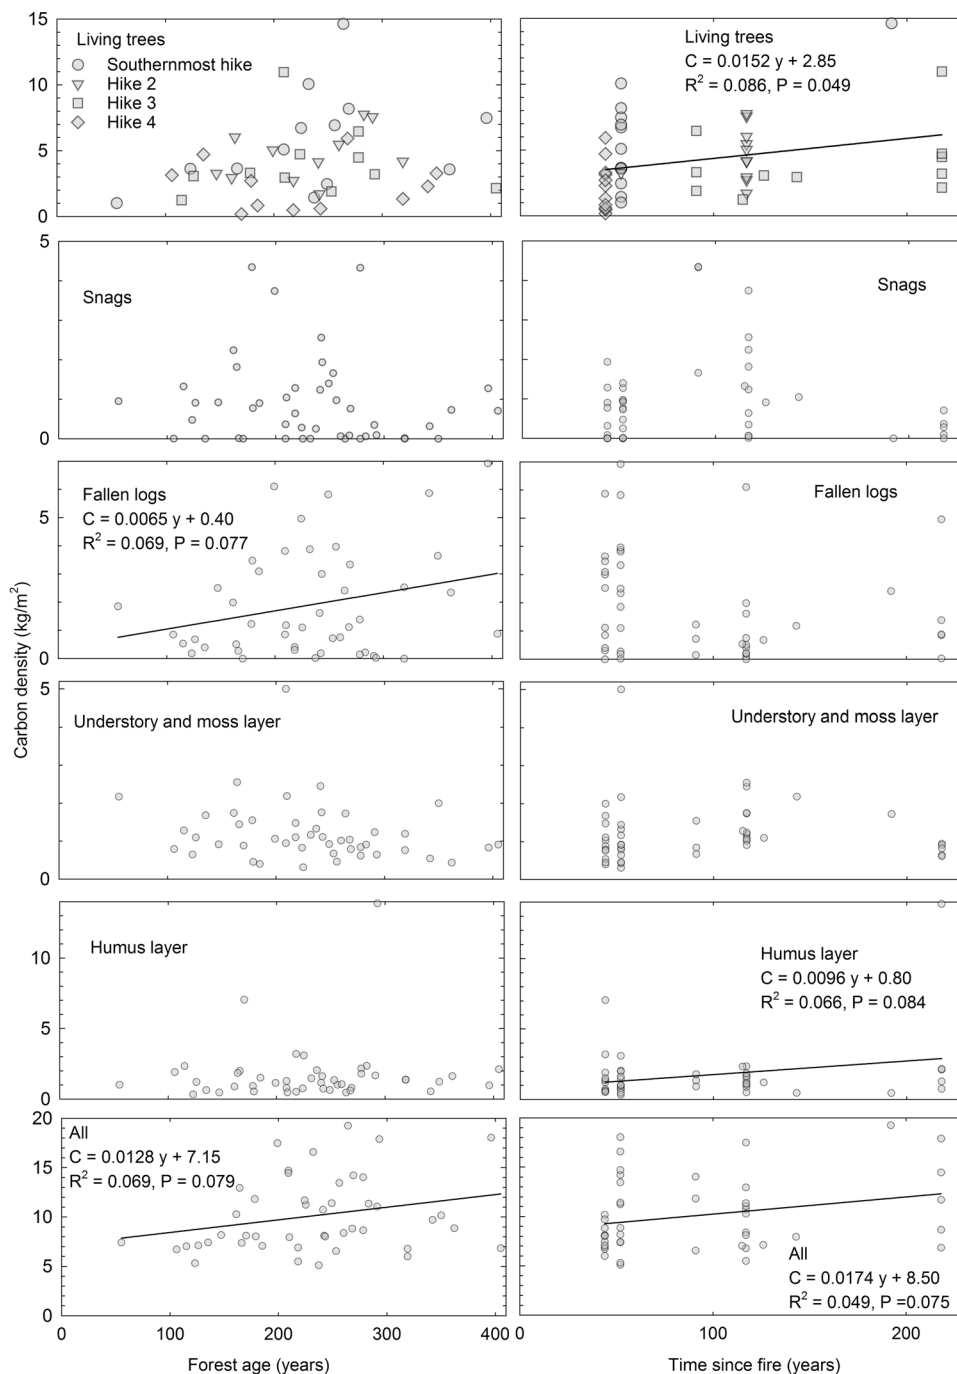 Carbon density (kg/m²)
15
10
5
0
Living trees
Southernmost hike
Hike 2
Hike 3
Hike 4
Living trees
C = 0.0152 y + 2.85
R² = 0.086, P = 0.049
5
0
Snags
Snags
5
0
Fallen logs
C = 0.0065 y + 0.40
R² = 0.069, P = 0.077
Fallen logs
5
0
Understory and moss layer
Understory and moss layer
10
5
0
Humus layer
Humus layer
C = 0.0096 y + 0.80
R² = 0.066, P = 0.084
20
15
10
5
0
All
C = 0.0128 y + 7.15
R² = 0.069, P = 0.079
All
C = 0.0174 y + 8.50
R² = 0.049, P =0.075
0 100 200 300 400
0 100 200
Forest age (years)
Time since fire (years)